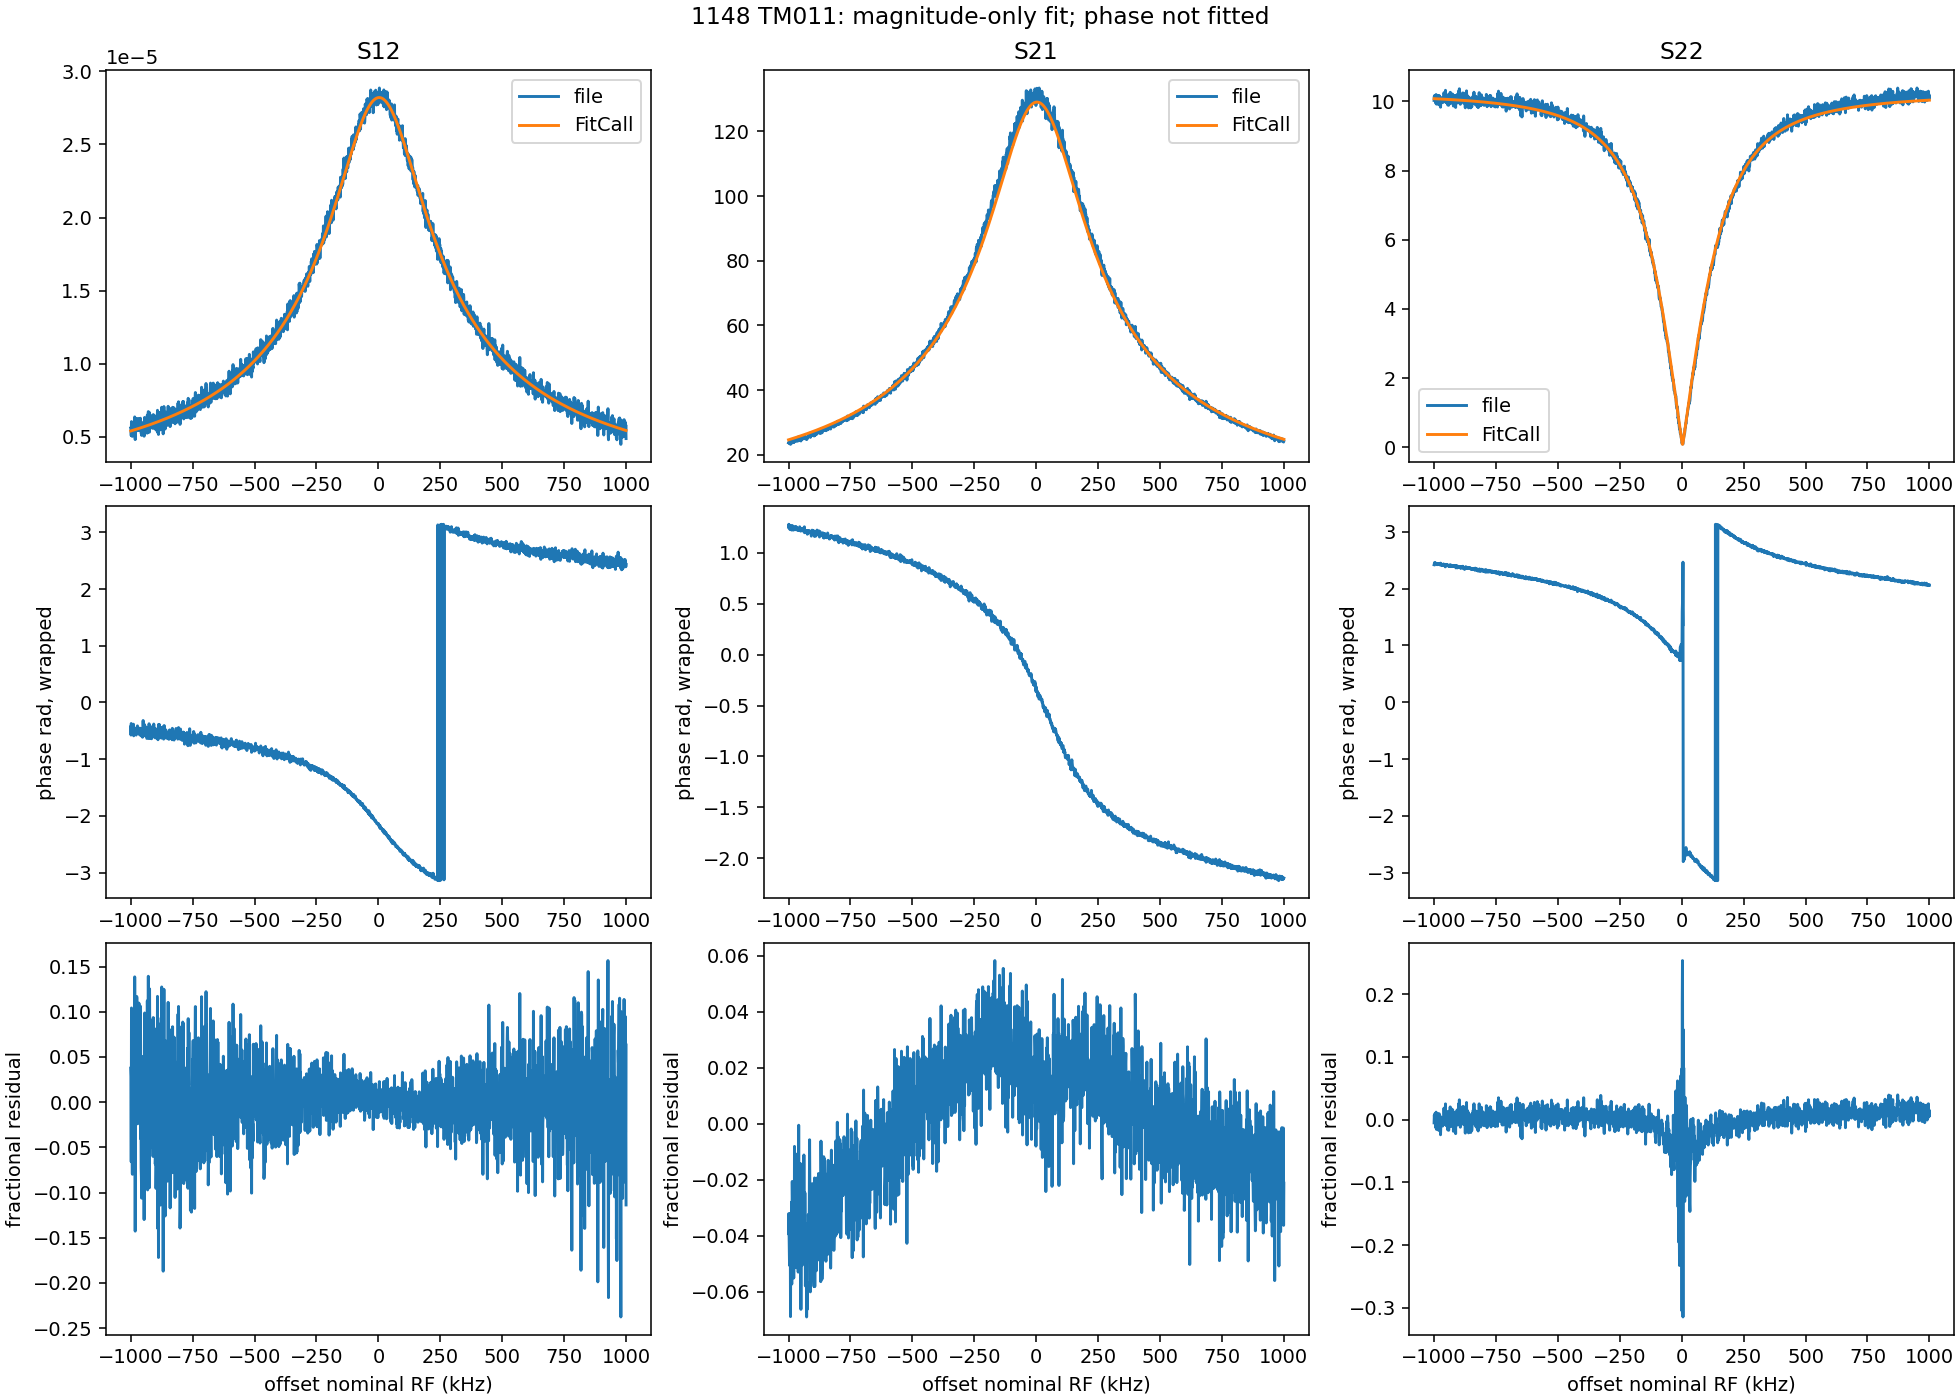 1148 TM011: magnitude-only fit; phase not fitted
S12
1e−5
3.0
2.5
2.0
1.5
1.0
0.5
file
FitCall
−1000 −750 −500 −250 0 250 500 750 1000
S21
120
100
80
60
40
20
file
FitCall
−1000 −750 −500 −250 0 250 500 750 1000
S22
10
8
6
4
2
0
file
FitCall
−1000 −750 −500 −250 0 250 500 750 1000
phase rad, wrapped
3
2
1
0
−1
−2
−3
−1000 −750 −500 −250 0 250 500 750 1000
phase rad, wrapped
1.0
0.5
0.0
−0.5
−1.0
−1.5
−2.0
−1000 −750 −500 −250 0 250 500 750 1000
phase rad, wrapped
3
2
1
0
−1
−2
−3
−1000 −750 −500 −250 0 250 500 750 1000
fractional residual
0.15
0.10
0.05
0.00
−0.05
−0.10
−0.15
−0.20
−0.25
−1000 −750 −500 −250 0 250 500 750 1000
offset nominal RF (kHz)
fractional residual
0.06
0.04
0.02
0.00
−0.02
−0.04
−0.06
−1000 −750 −500 −250 0 250 500 750 1000
offset nominal RF (kHz)
fractional residual
0.2
0.1
0.0
−0.1
−0.2
−0.3
−1000 −750 −500 −250 0 250 500 750 1000
offset nominal RF (kHz)